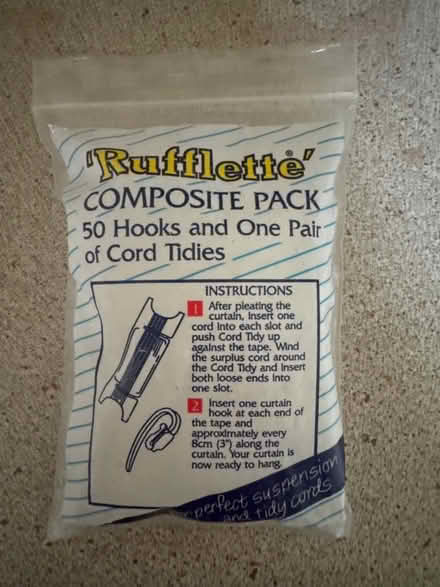 'Rufflette®'
COMPOSITE PACK
50 Hooks and One Pair
of Cord Tidies
INSTRUCTIONS
1 After pleating the
curtain, insert one
cord into each slot and
push Cord Tidy up
against the tape. Wind
the surplus cord around
the Cord Tidy and insert
both loose ends into
one slot.
2 Insert one curtain
hook at each end of
the tape and
approximately every
8cm (3") along the
curtain. Your curtain is
now ready to hang.
perfect suspension
and tidy cords